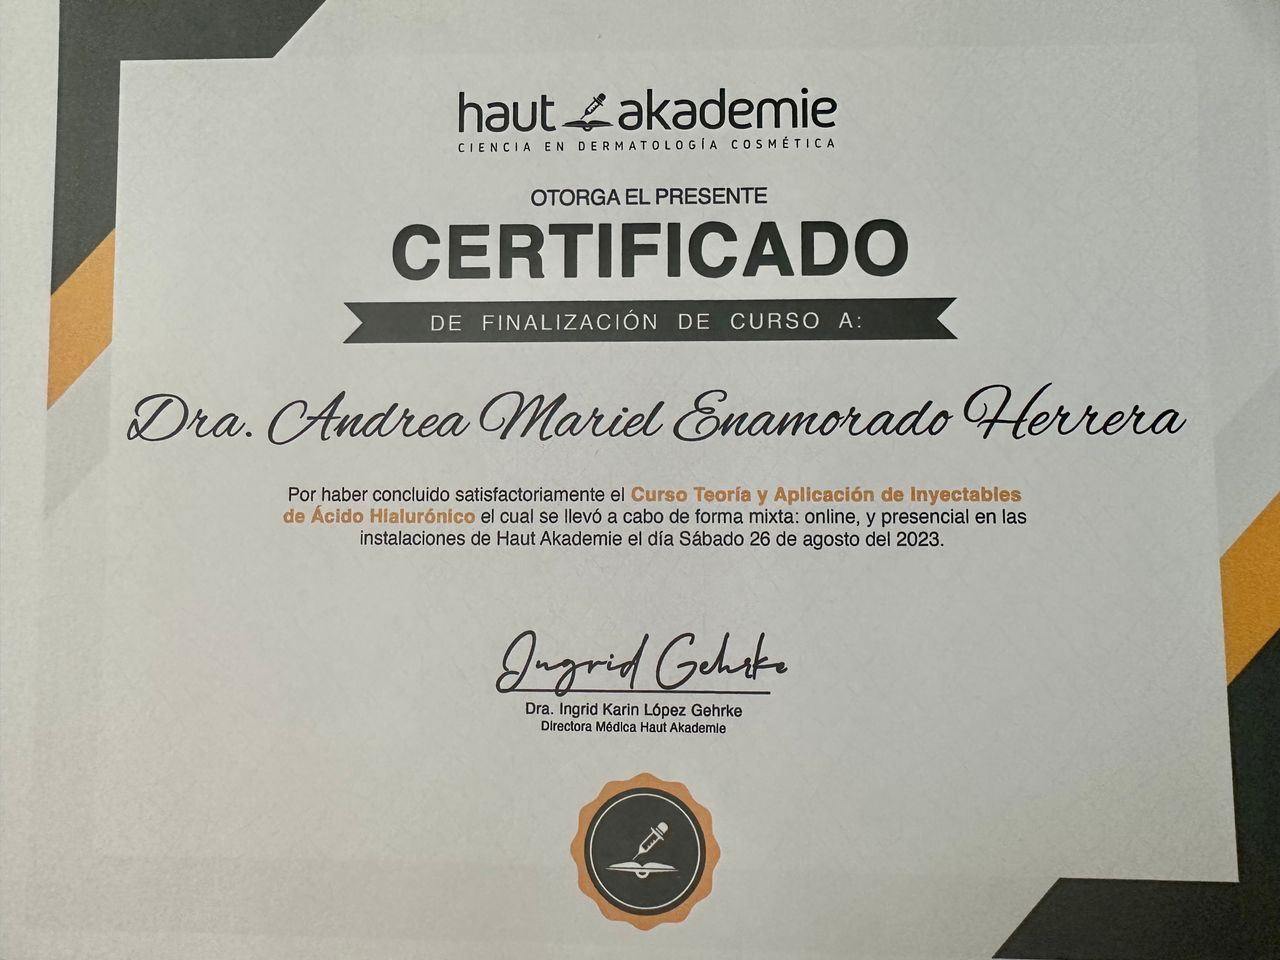 haut akademie
CIENCIA EN DERMATOLOGÍA COSMÉTICA
OTORGA EL PRESENTE
CERTIFICADO
DE FINALIZACIÓN DE CURSO A:
Dra. Andrea Mariel Enamorado Herrera
Por haber concluido satisfactoriamente el Curso Teoría y Aplicación de Inyectables
de Ácido Hialurónico el cual se llevó a cabo de forma mixta: online, y presencial en las
instalaciones de Haut Akademie el día Sábado 26 de agosto del 2023.
Ingrid Gehrke
Dra. Ingrid Karin López Gehrke
Directora Médica Haut Akademie